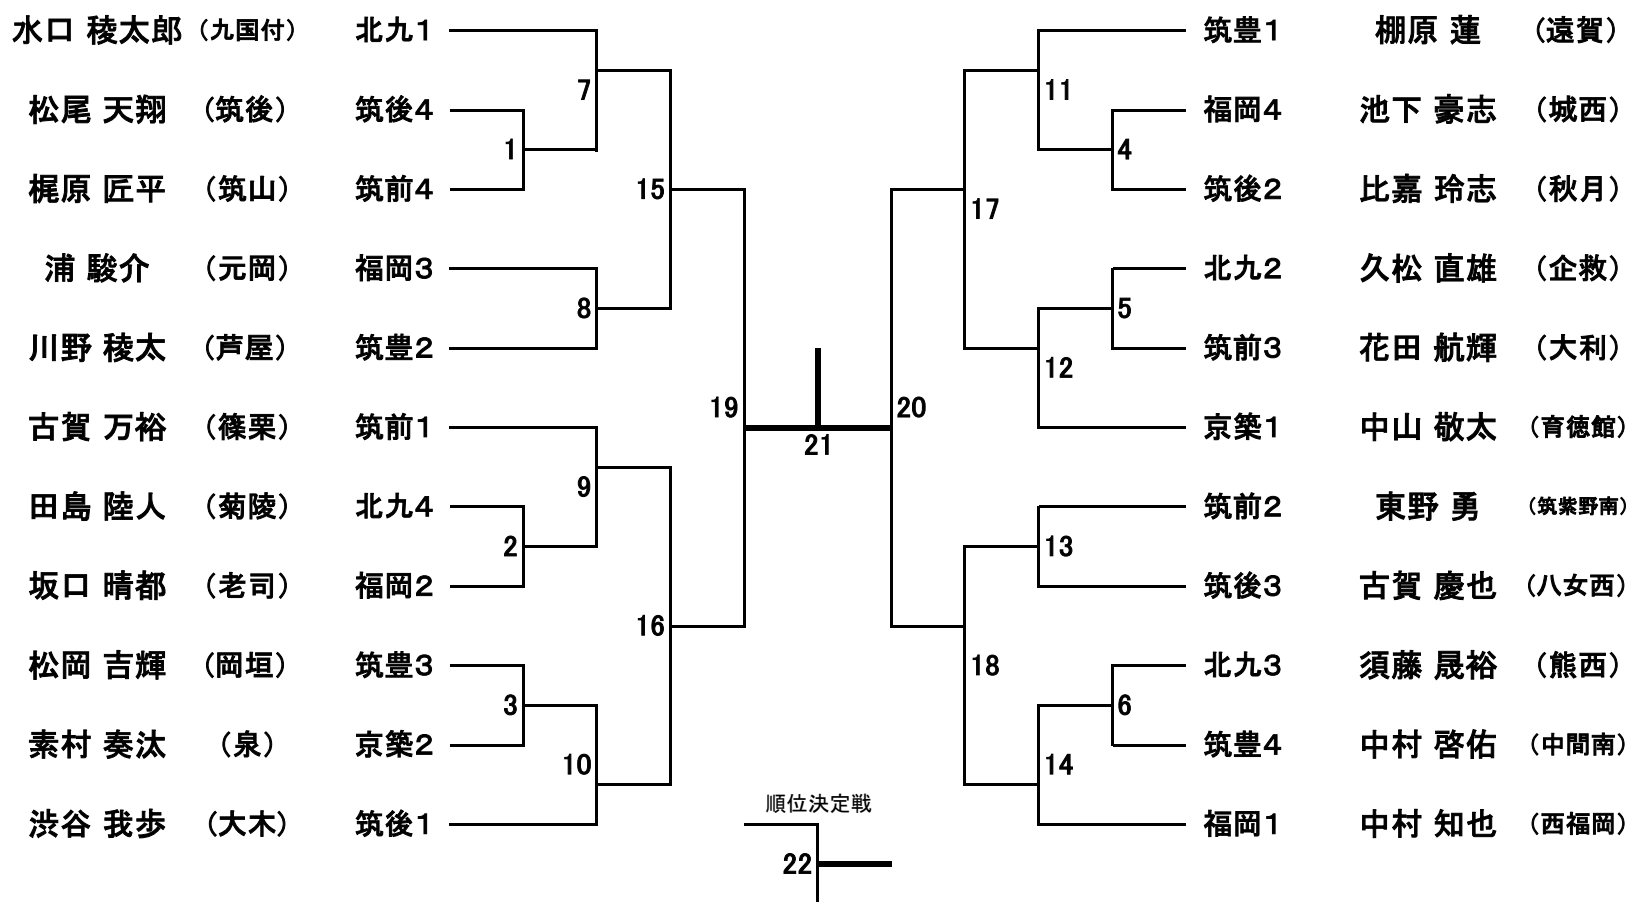 水口 稜太郎 （九国付） 北九１ 筑豊１ 棚原 蓮 （遠賀）
7 11
松尾 天翔 （筑後） 筑後４ 福岡４ 池下 豪志 （城西）
1 4
梶原 匠平 （筑山） 筑前４ 15 筑後２ 比嘉 玲志 （秋月）
17
浦 駿介 （元岡） 福岡３ 北九２ 久松 直雄 （企救）
8 5
川野 稜太 （芦屋） 筑豊２ 筑前３ 花田 航輝 （大利）
12
19 20
古賀 万裕 （篠栗） 筑前１ 京築１ 中山 敬太 （育徳館）
21
9
田島 陸人 （菊陵） 北九４ 筑前２ 東野 勇 （筑紫野南）
2 13
坂口 晴都 （老司） 福岡２ 筑後３ 古賀 慶也 （八女西）
16
松岡 吉輝 （岡垣） 筑豊３ 18 北九３ 須藤 晟裕 （熊西）
3 6
素村 奏汰 （泉） 京築２ 筑豊４ 中村 啓佑 （中間南）
10 14
順位決定戦
渋谷 我歩 （大木） 筑後１ 福岡１ 中村 知也 （西福岡）
22